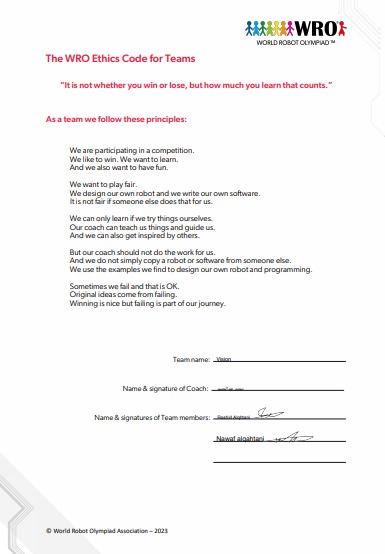 WRO
WORLD ROBOT OLYMPIAD™
The WRO Ethics Code for Teams
"It is not whether you win or lose, but how much you learn that counts."
As a team we follow these principles:
We are participating in a competition.
We like to win. We want to learn.
And we also want to have fun.
We want to play fair.
We design our own robot and we write our own software.
It is not fair if someone else does that for us.
We can only learn if we try things ourselves.
Our coach can teach us things and guide us.
And we can also get inspired by others.
But our coach should not do the work for us.
And we do not simply copy a robot or software from someone else.
We use the examples we find to design our own robot and programming.
Sometimes we fail and that is OK.
Original ideas come from failing.
Winning is nice but failing is part of our journey.
Team name: Vision
Name & signature of Coach:
Name & signatures of Team members: Rashid Alqahtani
Nawaf alqahtani
© World Robot Olympiad Association – 2023